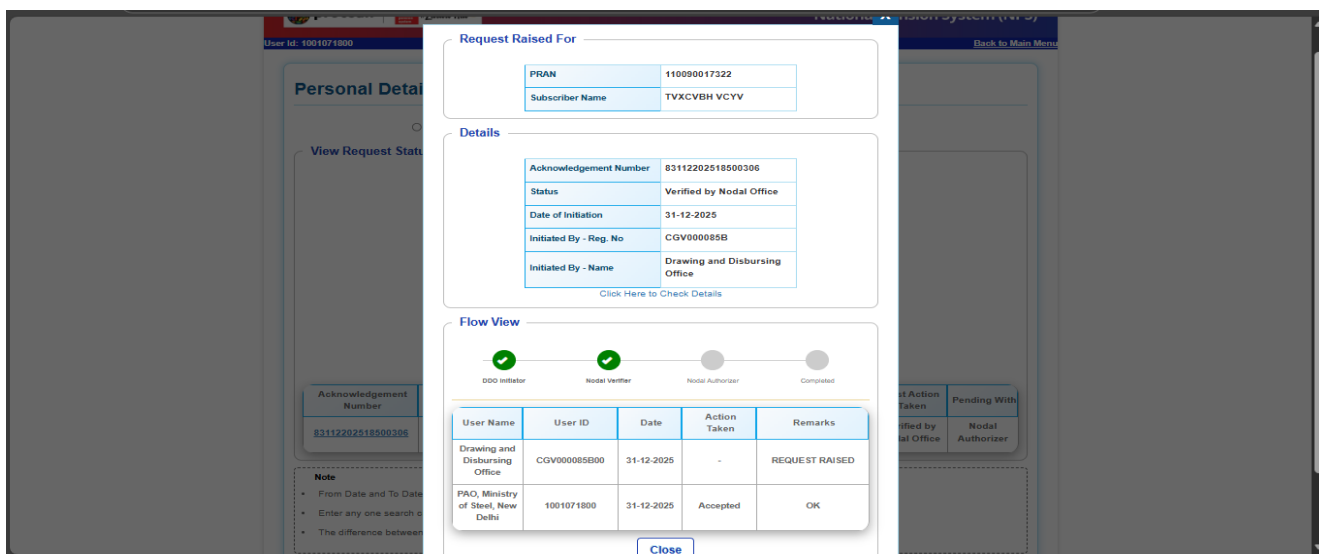 User Id: 1001071800
Back to Main Menu
X
Request Raised For
PRAN 110090017322
Subscriber Name TVXCVBH VCYV
Personal Detai
View Request Statu
Details
Acknowledgement Number 83112202518500306
Status Verified by Nodal Office
Date of Initiation 31-12-2025
Initiated By - Reg. No CGV000085B
Initiated By - Name Drawing and Disbursing
Office
Click Here to Check Details
Flow View
DDO Initiator Nodal Verifier Nodal Authorizer Completed
User Name User ID Date Action
Taken Remarks
Drawing and
Disbursing
Office CGV000085B00 31-12-2025 - REQUEST RAISED
PAO, Ministry
of Steel, New
Delhi 1001071800 31-12-2025 Accepted OK
Close
Acknowledgement
Number
83112202518500306
Taken
Pending With
Nodal
Authorizer
Note
From Date and To Date
Enter any one search
The difference between